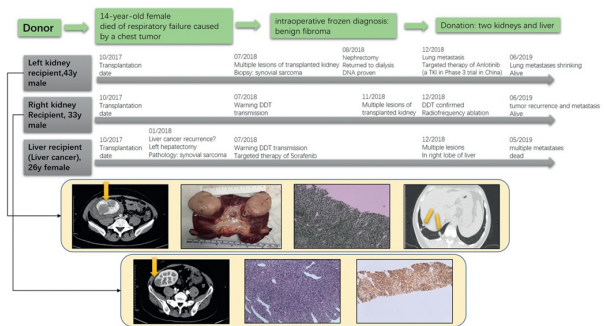 Donor
14-year-old female
died of respiratory failure caused
by a chest tumor
intraoperative frozen diagnosis:
benign fibroma
Donation: two kidneys and liver
Left kidney
recipient,43y
male
10/2017
Transplantation
date
07/2018
Multiple lesions of transplanted kidney
Biopsy: synovial sarcoma
08/2018
Nephrectomy
Returned to dialysis
DNA proven
12/2018
Lung metastasis
Targeted therapy of Anlotinib
(a TKI in Phase 3 trial in China)
06/2019
Lung metastases shrinking
Alive
Right kidney
Recipient, 33y
male
10/2017
Transplantation
date
07/2018
Warning DDT
transmission
11/2018
Multiple lesions of
transplanted kidney
12/2018
DDT confirmed
Radiofrequency ablation
06/2019
tumor recurrence and metastasis
Alive
Liver recipient
(Liver cancer),
26y female
10/2017
Transplantation
date
01/2018
Liver cancer recurrence?
Left hepatectomy
Pathology: synovial sarcoma
07/2018
Warning DDT transmission
Targeted therapy of Sorafenib
12/2018
Multiple lesions
In right lobe of liver
05/2019
multiple metastases
dead